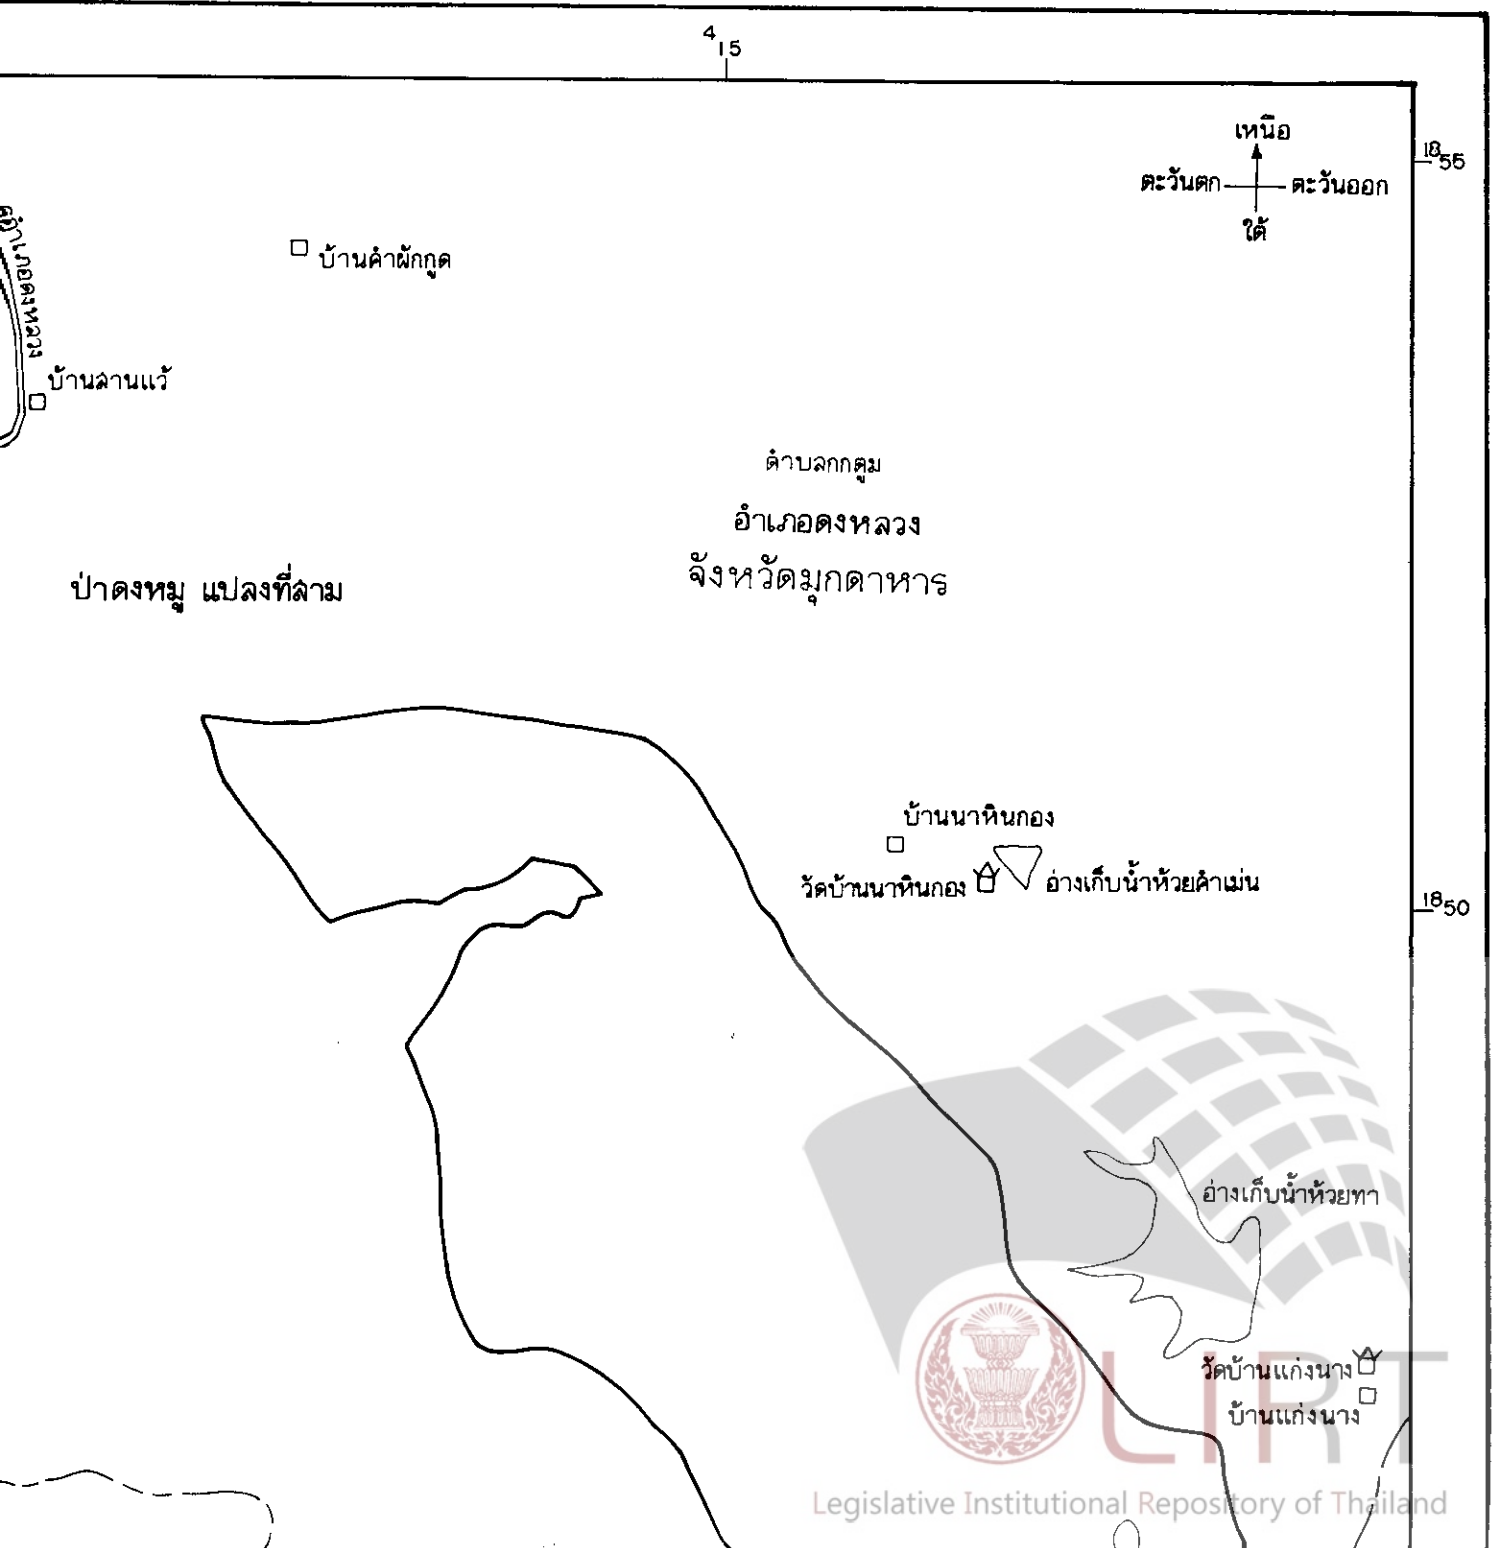 4 15
เหนือ
1855
ตะวันตก ตะวันออก
ใต้
บ้านคำผักกูด
บ้านลานแว้
ตำบลกกตูม
อำเภอดงหลวง
จังหวัดมุกดาหาร
ป่าดงหมู แปลงที่สาม
บ้านนาหินกอง
วัดบ้านนาหินกอง อ่างเก็บน้ำห้วยคำเม่น
1850
อ่างเก็บน้ำห้วยทา
วัดบ้านแก่งนาง
บ้านแก่งนาง
LIRT
Legislative Institutional Repository of Thailand